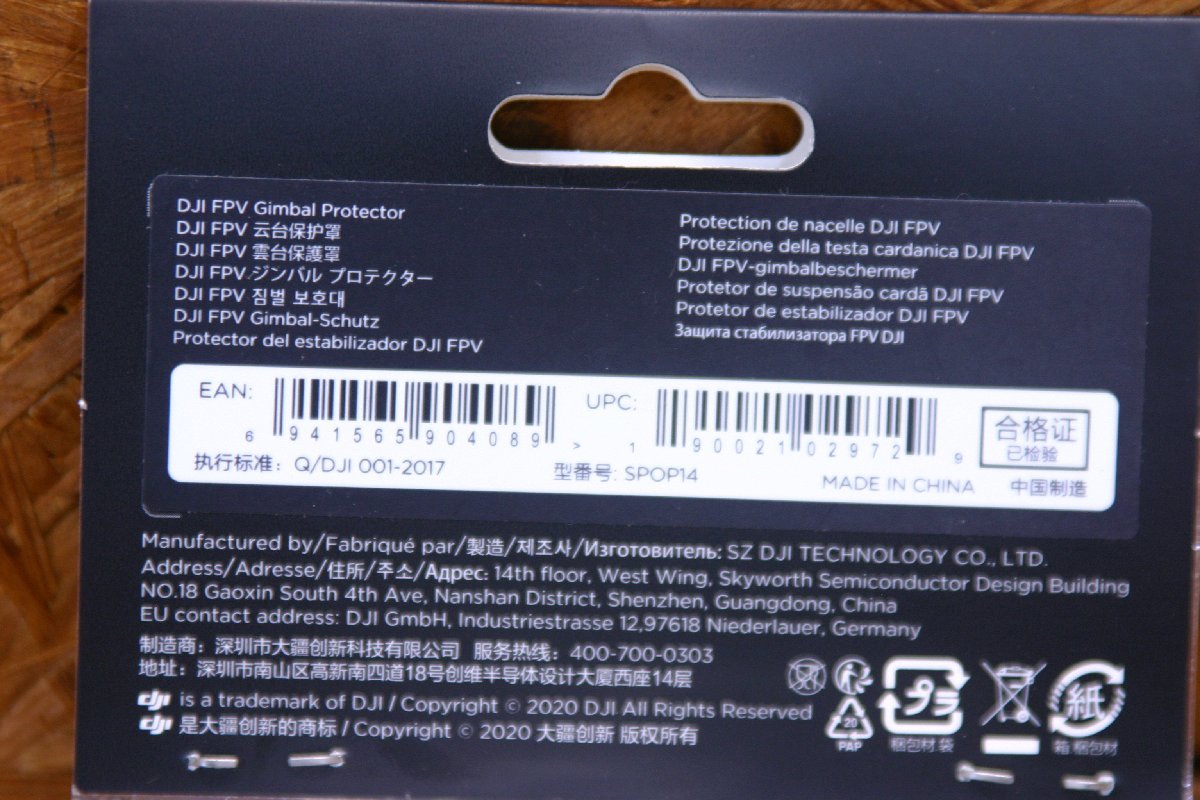 DJI FPV Gimbal Protector
DJI FPV 云台保护罩
DJI FPV 雲台保護罩
DJI FPV ジンバル プロテクター
DJI FPV 짐벌 보호대
DJI FPV Gimbal-Schutz
Protector del estabilizador DJI FPV
Protection de nacelle DJI FPV
Protezione della testa cardanica DJI FPV
DJI FPV-gimbalbeschermer
Protetor de suspensão cardã DJI FPV
Protetor de estabilizador DJI FPV
Защита стабилизатора FPV DJI
EAN:
6 941565 904089 >
UPC:
1 90021 02972 9
合格证
已检验
执行标准: Q/DJI 001-2017
型番号: SPOP14
MADE IN CHINA 中国制造
Manufactured by/Fabriqué par/製造/제조사/Изготовитель: SZ DJI TECHNOLOGY CO., LTD.
Address/Adresse/住所/주소/Адрес: 14th floor, West Wing, Skyworth Semiconductor Design Building
NO.18 Gaoxin South 4th Ave, Nanshan District, Shenzhen, Guangdong, China
EU contact address: DJI GmbH, Industriestrasse 12,97618 Niederlauer, Germany
制造商: 深圳市大疆创新科技有限公司 服务热线: 400-700-0303
地址: 深圳市南山区高新南四道18号创维半导体设计大厦西座14层
dji is a trademark of DJI / Copyright © 2020 DJI All Rights Reserved
dji 是大疆创新的商标 / Copyright © 2020 大疆创新 版权所有
20
PAP
プラ
梱包材 袋
紙
箱 梱包材